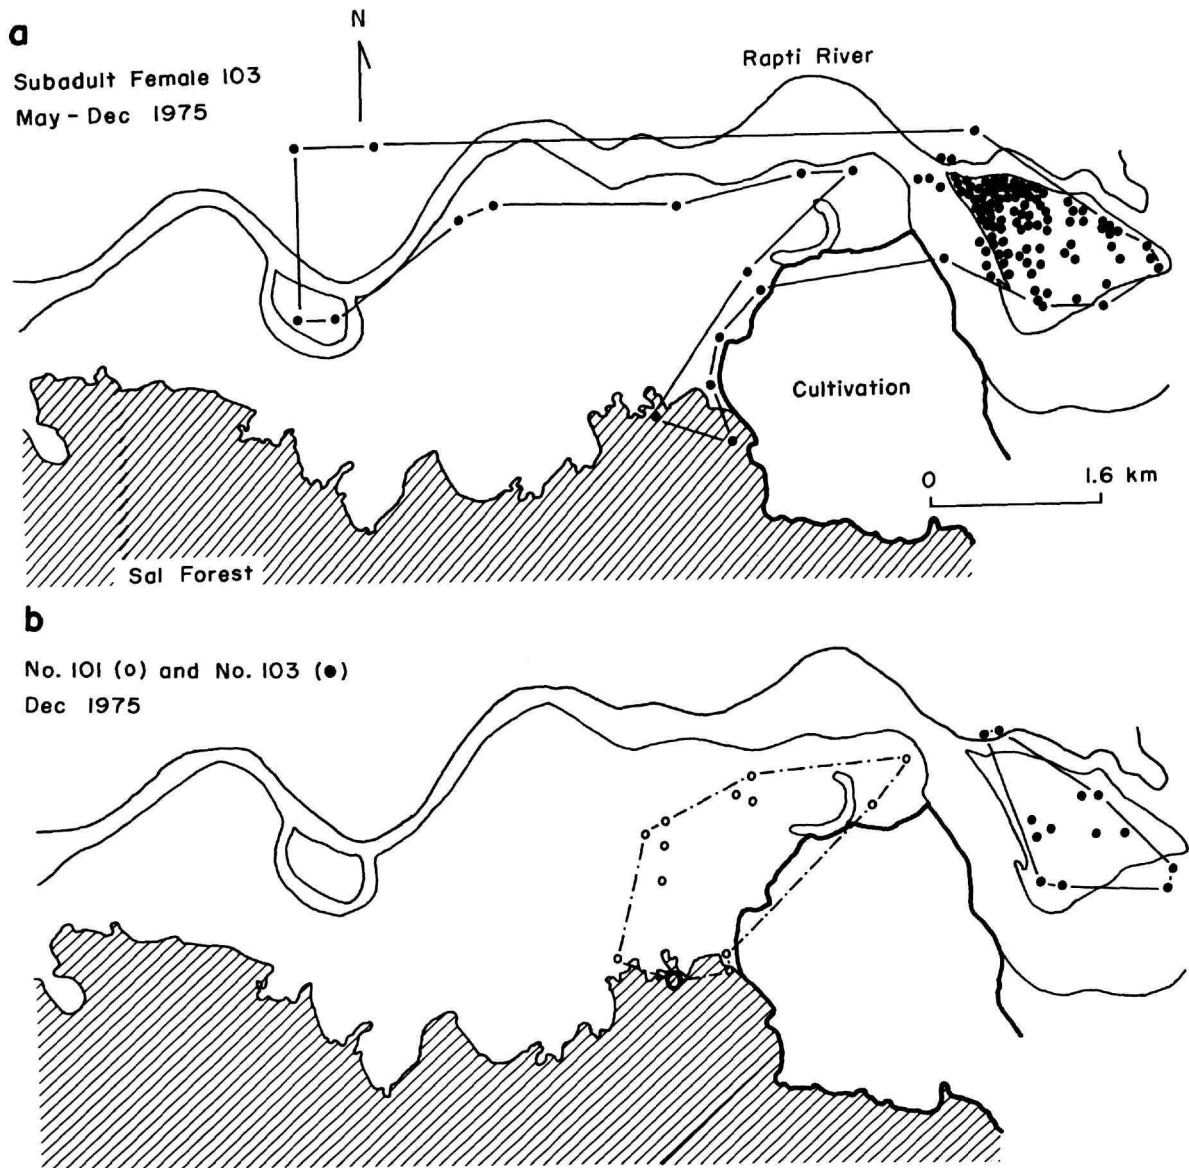 a
N
Subadult Female 103
May - Dec 1975
Rapti River
Cultivation
0 1.6 km
Sal Forest
b
No. 101 (o) and No. 103 (●)
Dec 1975